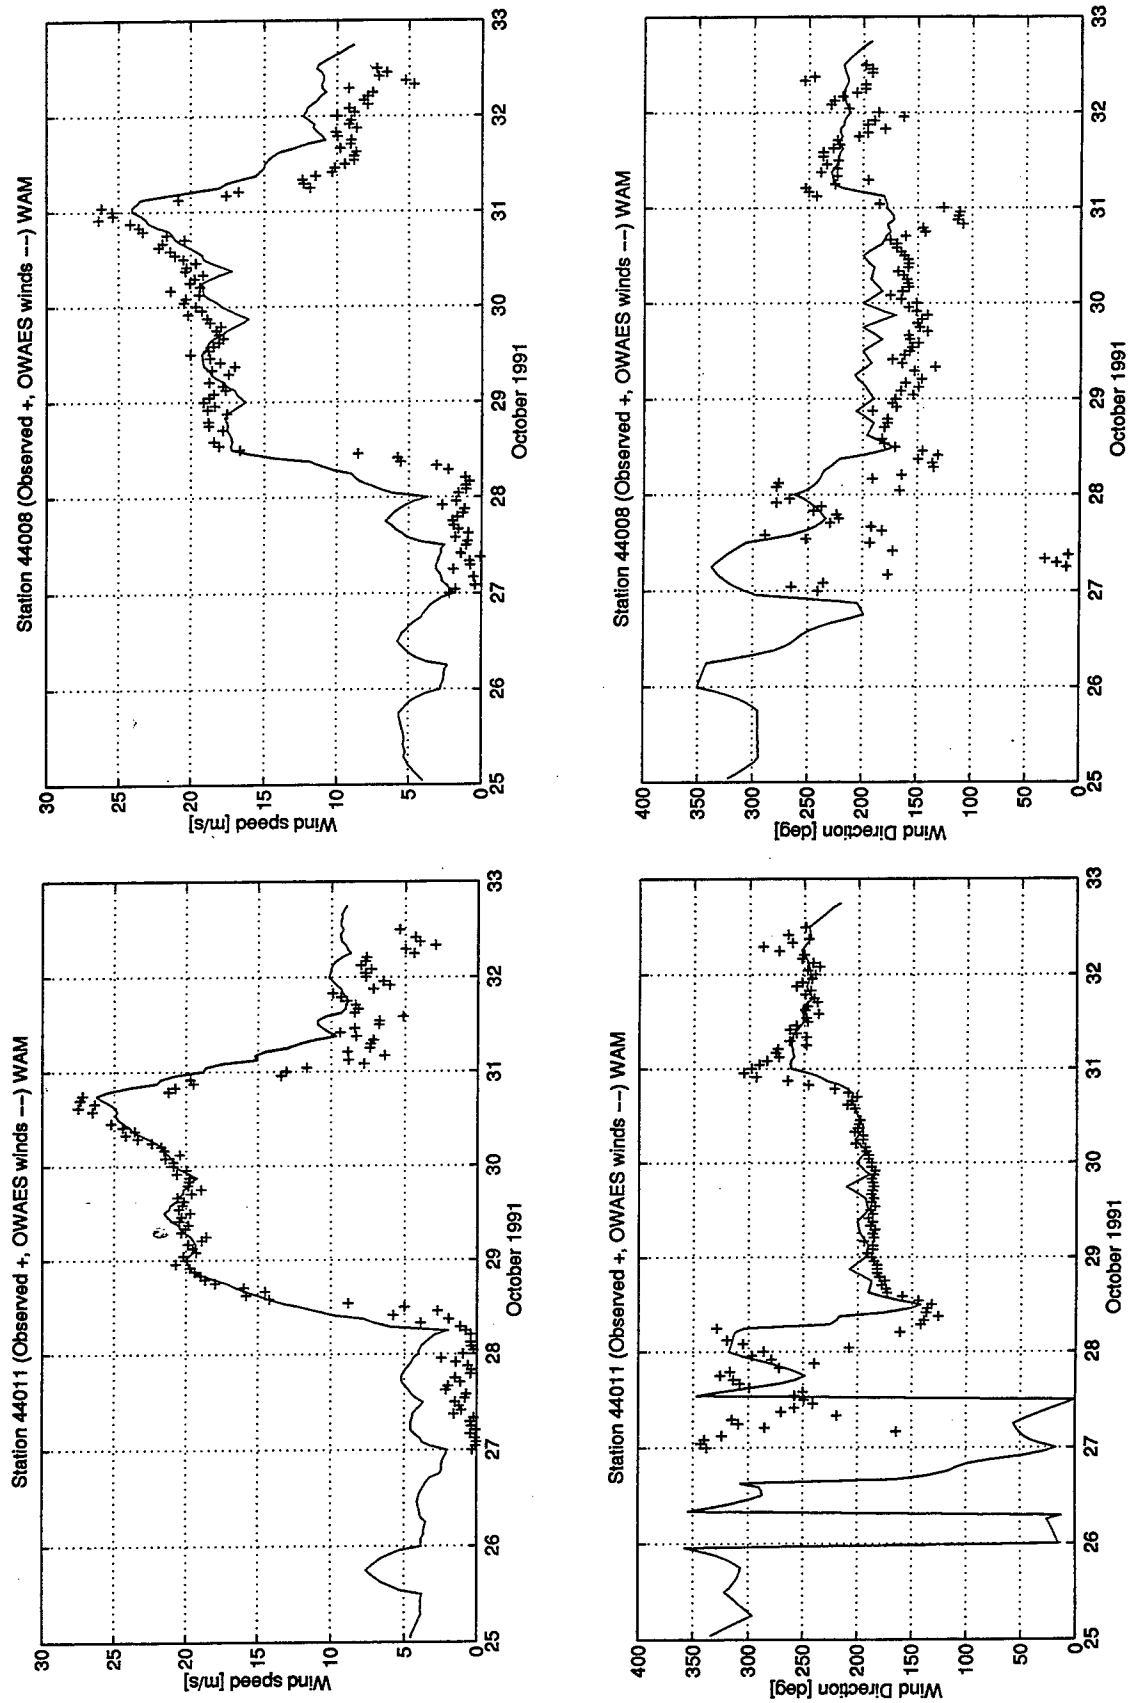 Station 44011 (Observed +, OWAES winds ---) WAM
Wind speed [m/s]
30
25
20
15
10
5
0
25 26 27 28 29 30 31 32 33
October 1991
Station 44008 (Observed +, OWAES winds ---) WAM
Wind speed [m/s]
30
25
20
15
10
5
0
25 26 27 28 29 30 31 32 33
October 1991
Station 44011 (Observed +, OWAES winds ---) WAM
Wind Direction [deg]
400
350
300
250
200
150
100
50
0
25 26 27 28 29 30 31 32 33
October 1991
Station 44008 (Observed +, OWAES winds ---) WAM
Wind Direction [deg]
400
350
300
250
200
150
100
50
0
25 26 27 28 29 30 31 32 33
October 1991